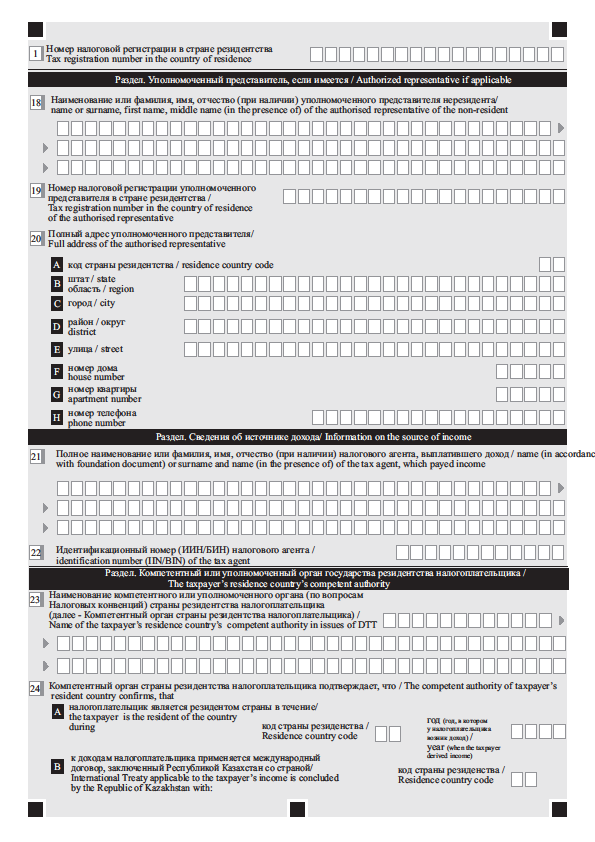 1 Номер налоговой регистрации в стране резидентства
Tax registration number in the country of residence
Раздел. Уполномоченный представитель, если имеется / Authorized representative if applicable
18 Наименование или фамилия, имя, отчество (при наличии) уполномоченного представителя нерезидента/
name or surname, first name, middle name (in the presence of) of the authorised representative of the non-resident
19 Номер налоговой регистрации уполномоченного
представителя в стране резидентства /
Tax registration number in the country of residence
of the authorised representative
20 Полный адрес уполномоченного представителя/
Full address of the authorised representative
A код страны резидентства / residence country code
B штат / state
область / region
C город / city
D район / округ
district
E улица / street
F номер дома
house number
G номер квартиры
apartment number
H номер телефона
phone number
Раздел. Сведения об источнике дохода/ Information on the source of income
21 Полное наименование или фамилия, имя, отчество (при наличии) налогового агента, выплатившего доход / name (in accordanc
with foundation document) or surname and name (in the presence of) of the tax agent, which payed income
22 Идентификационный номер (ИИН/БИН) налогового агента /
identification number (IIN/BIN) of the tax agent
Раздел. Компетентный или уполномоченный орган государства резидентства налогоплательщика /
The taxpayer's residence country's competent authority
23 Наименование компетентного или уполномоченного органа (по вопросам
Налоговых конвенций) страны резидентства налогоплательщика
(далее - Компетентный орган страны резидентства налогоплательщика) /
Name of the taxpayer's residence country's competent authority in issues of DTT
24 Компетентный орган страны резидентства налогоплательщика подтверждает, что / The competent authority of taxpayer's
resident country confirms, that
A налогоплательщик является резидентом страны в течение/
the taxpayer is the resident of the country
during
код страны резиденства /
Residence country code
год (год, в котором
у налогоплательщика
возник доход) /
year (when the taxpayer
derived income)
B к доходам налогоплательщика применяется международный
договор, заключенный Республикой Казахстан со страной/
International Treaty applicable to the taxpayer's income is concluded
by the Republic of Kazakhstan with:
код страны резиденства /
Residence country code